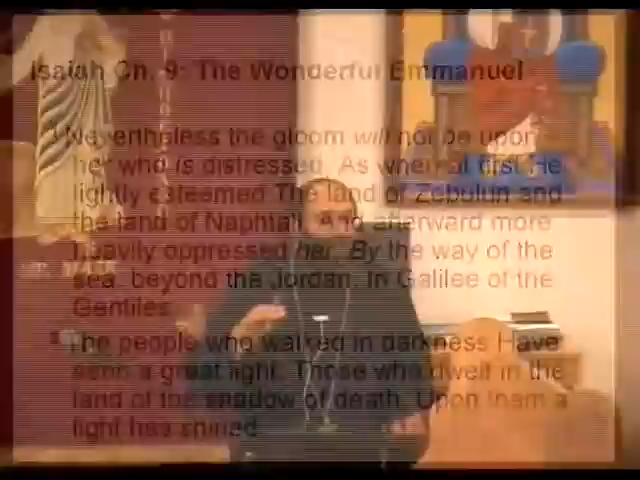 Isaiah Ch. 9: The Wonderful Emmanuel
1 Nevertheless the gloom will not be upon
her who is distressed, As when at first He
lightly esteemed The land of Zebulun and
the land of Naphtali, And afterward more
heavily oppressed her, By the way of the
sea, beyond the Jordan, In Galilee of the
Gentiles.
2 The people who walked in darkness Have
seen a great light; Those who dwelt in the
land of the shadow of death, Upon them a
light has shined.